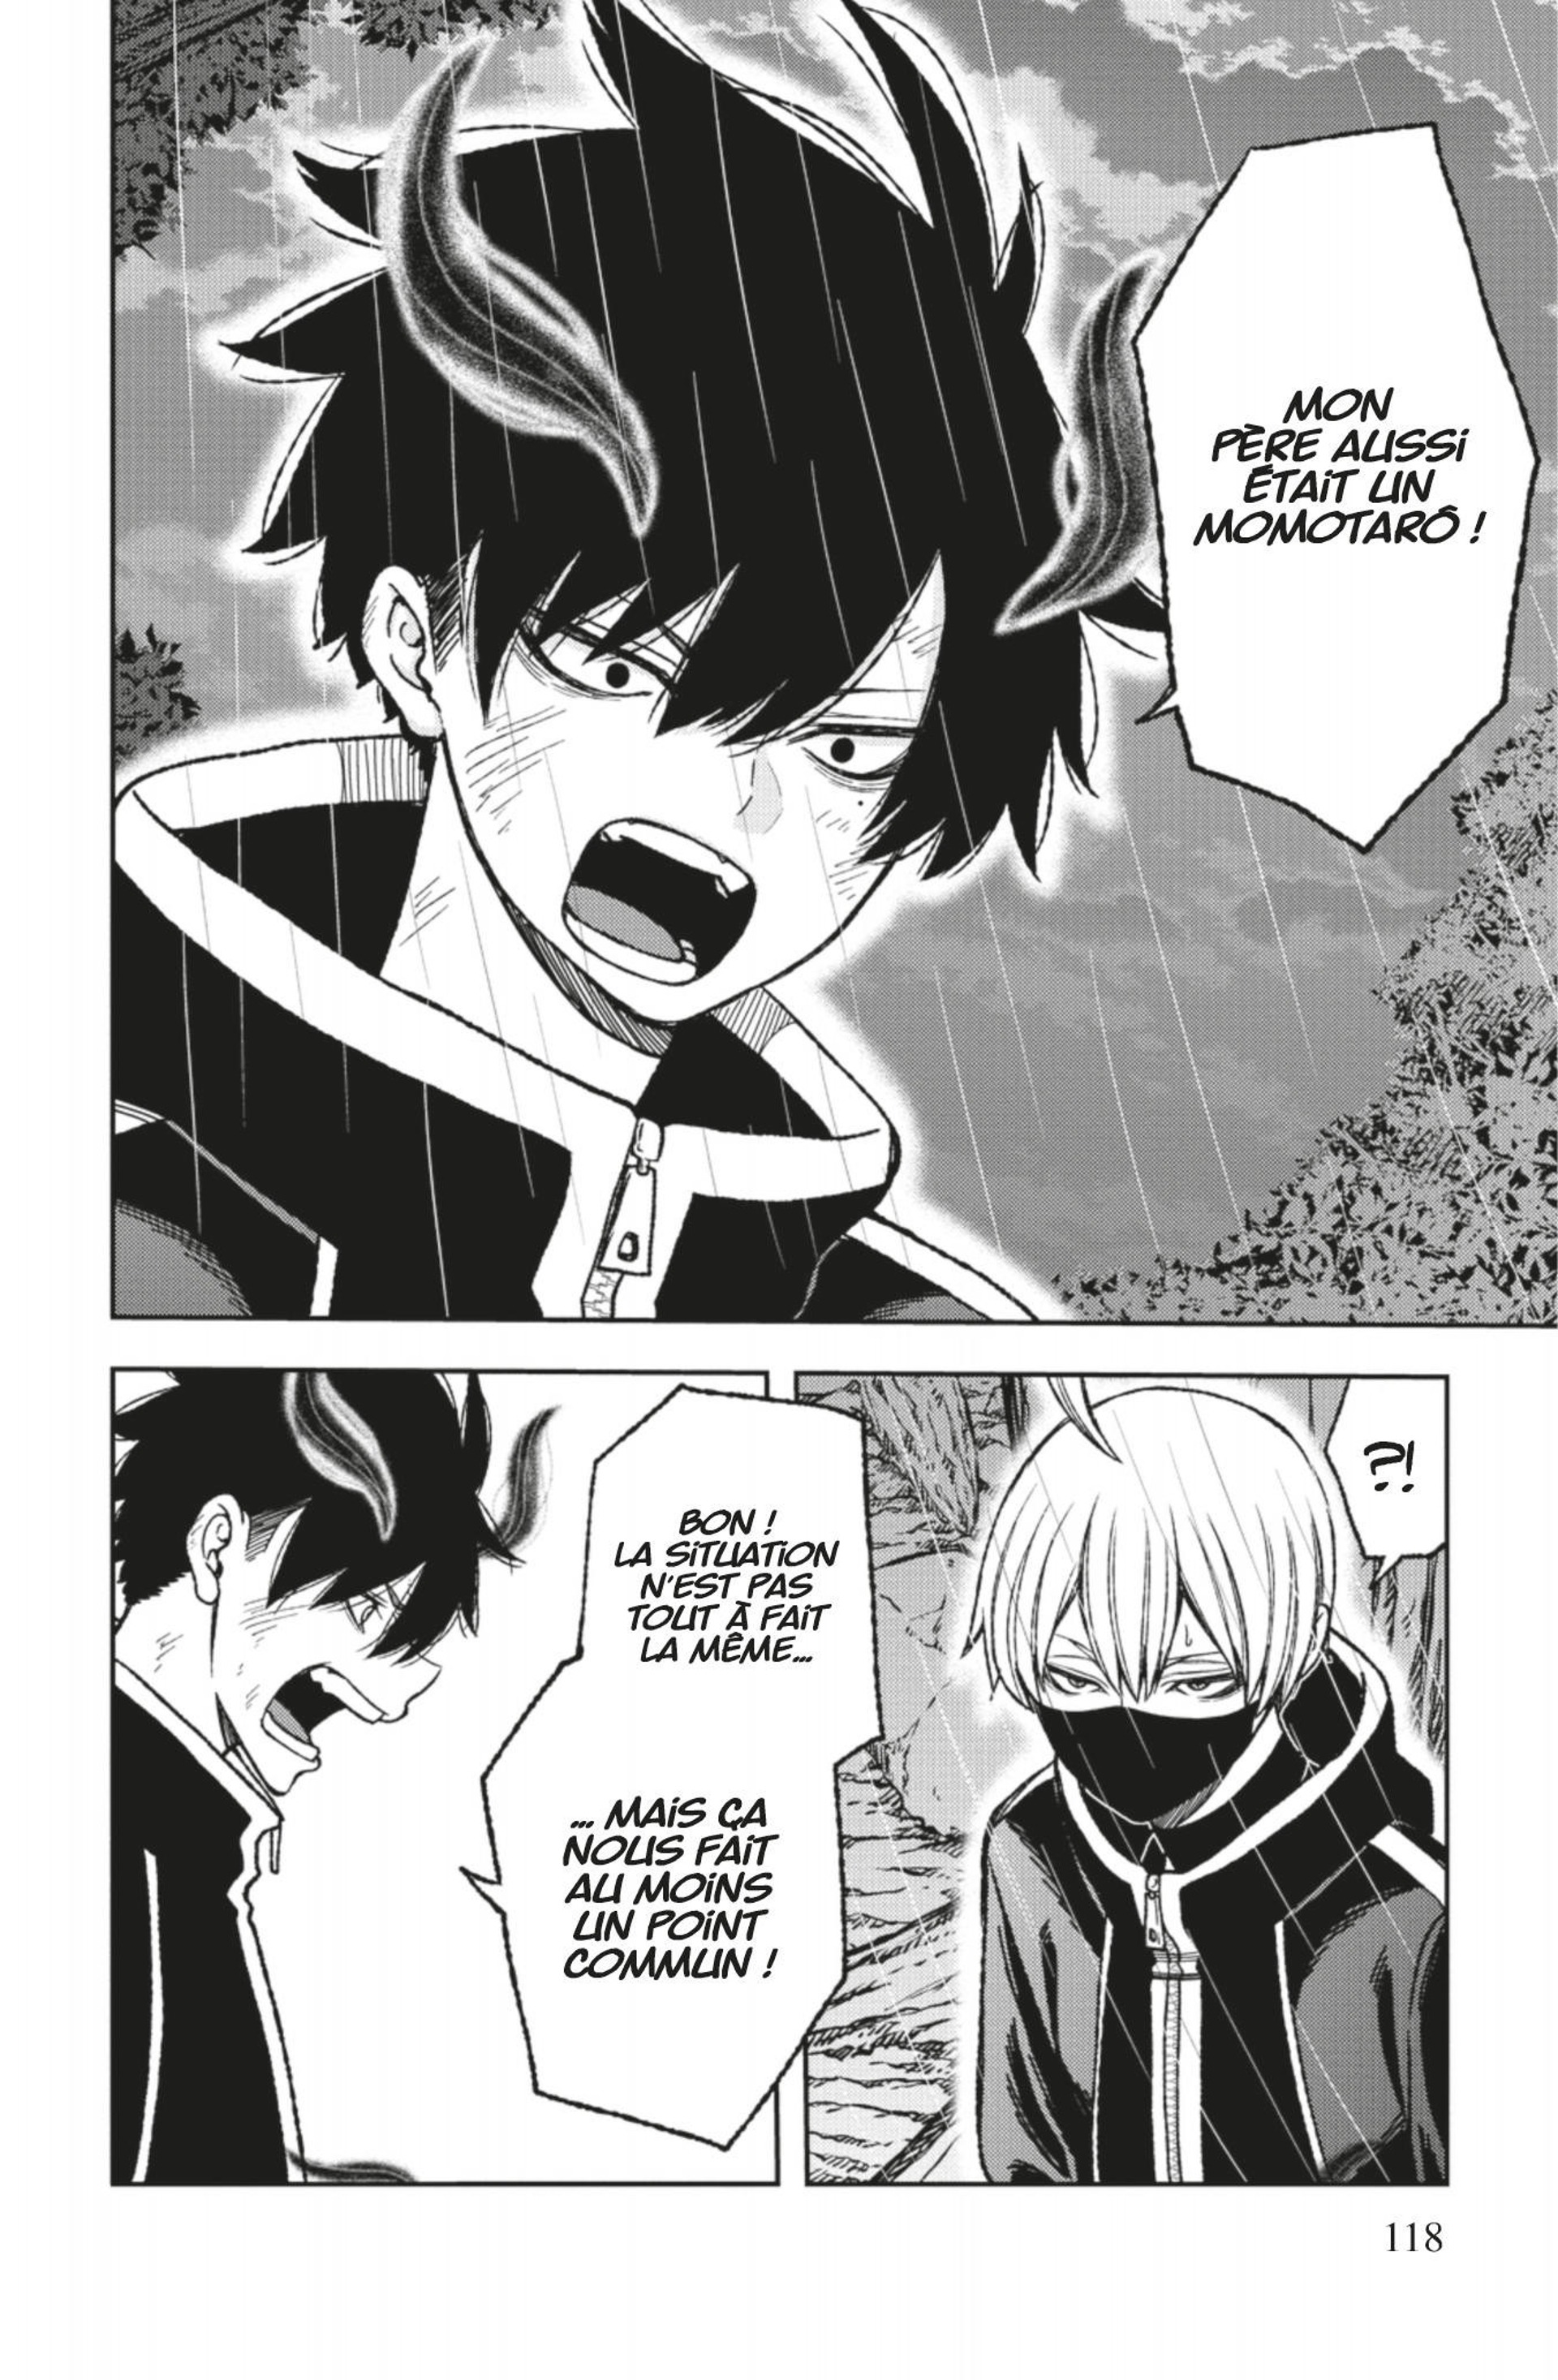 MON
PÈRE AUSSI
ÉTAIT UN
MOMOTARÔ !
?!
BON !
LA SITUATION
N'EST PAS
TOUT À FAIT
LA MÊME...
... MAIS ÇA
NOUS FAIT
AU MOINS
UN POINT
COMMUN !
118